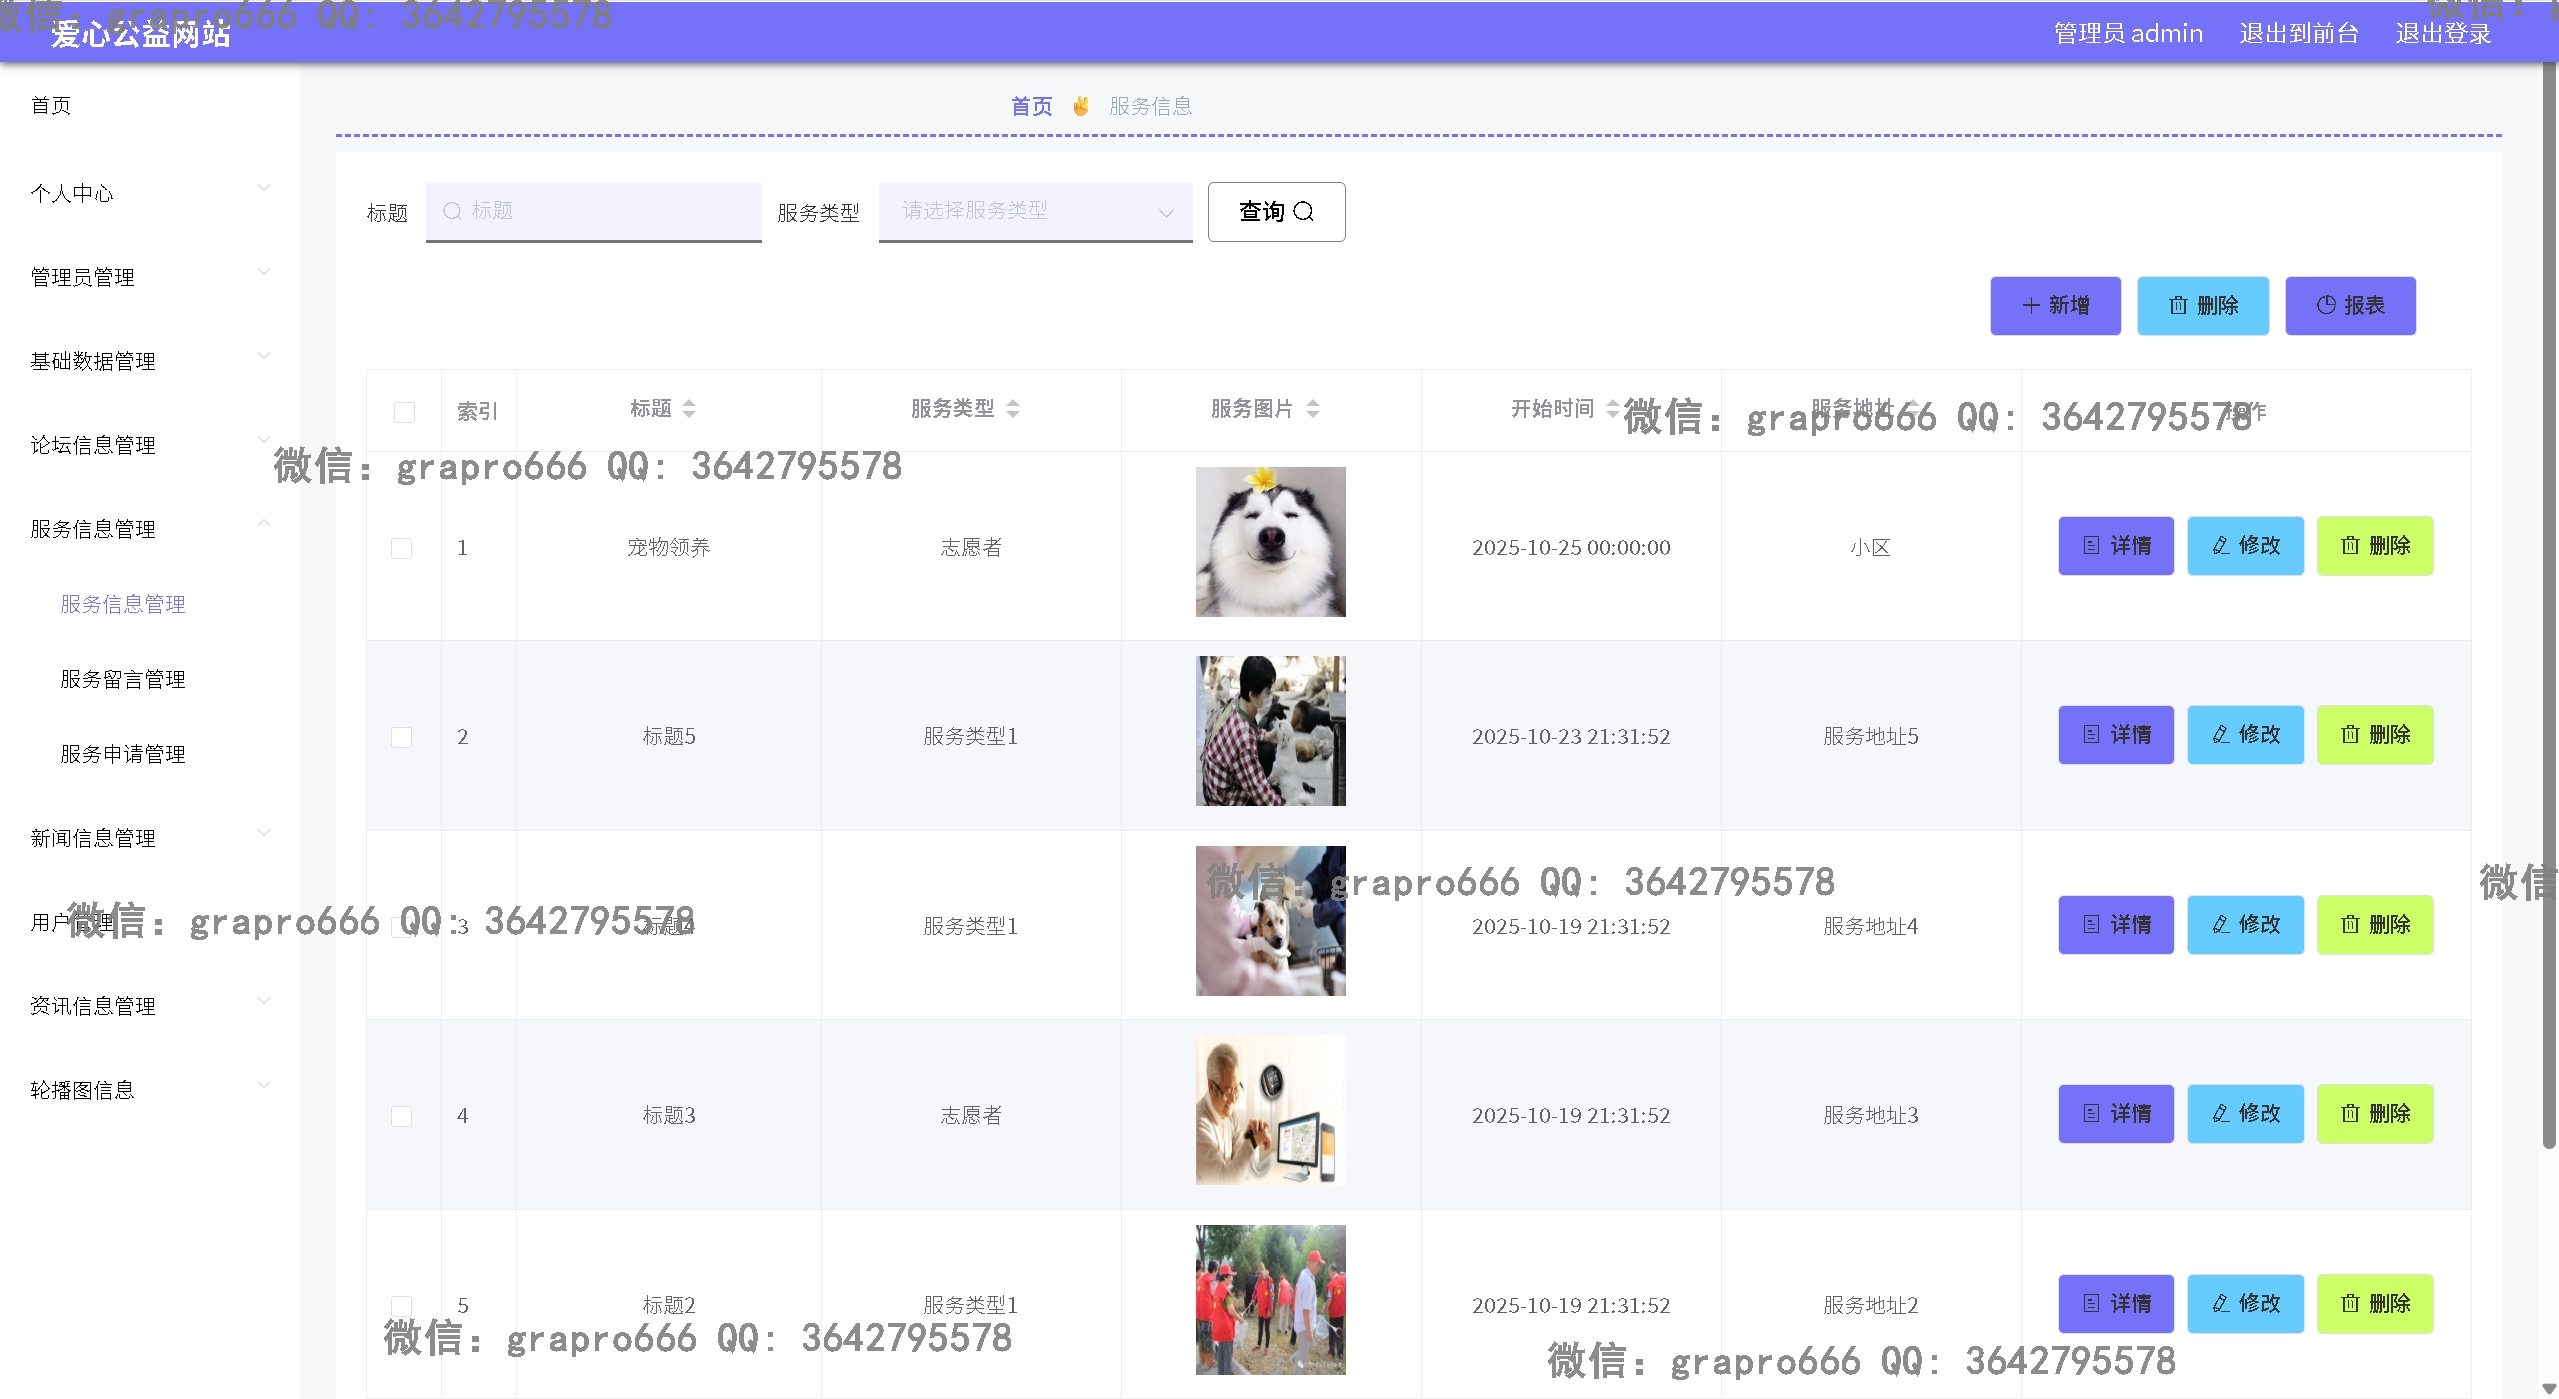 微信: grapro666 QQ: 3642795578
爱心公益网站
管理员 admin 退出到前台 退出登录
首页
个人中心
管理员管理
基础数据管理
论坛信息管理
服务信息管理
服务信息管理
服务留言管理
服务申请管理
新闻信息管理
用户管理
资讯信息管理
轮播图信息
首页 ✌ 服务信息
标题 标题 服务类型 请选择服务类型 查询
新增 删除 报表
索引 标题 服务类型 服务图片 开始时间 服务地址 操作
微信: grapro666 QQ: 3642795578
微信: grapro666 QQ: 3642795578
1 宠物领养 志愿者 2025-10-25 00:00:00 小区 详情 修改 删除
2 标题5 服务类型1 2025-10-23 21:31:52 服务地址5 详情 修改 删除
微信: grapro666 QQ: 3642795578
微信
微信: grapro666 QQ: 3642795578
3 标题4 服务类型1 2025-10-19 21:31:52 服务地址4 详情 修改 删除
4 标题3 志愿者 2025-10-19 21:31:52 服务地址3 详情 修改 删除
5 标题2 服务类型1 2025-10-19 21:31:52 服务地址2 详情 修改 删除
微信: grapro666 QQ: 3642795578
微信: grapro666 QQ: 3642795578